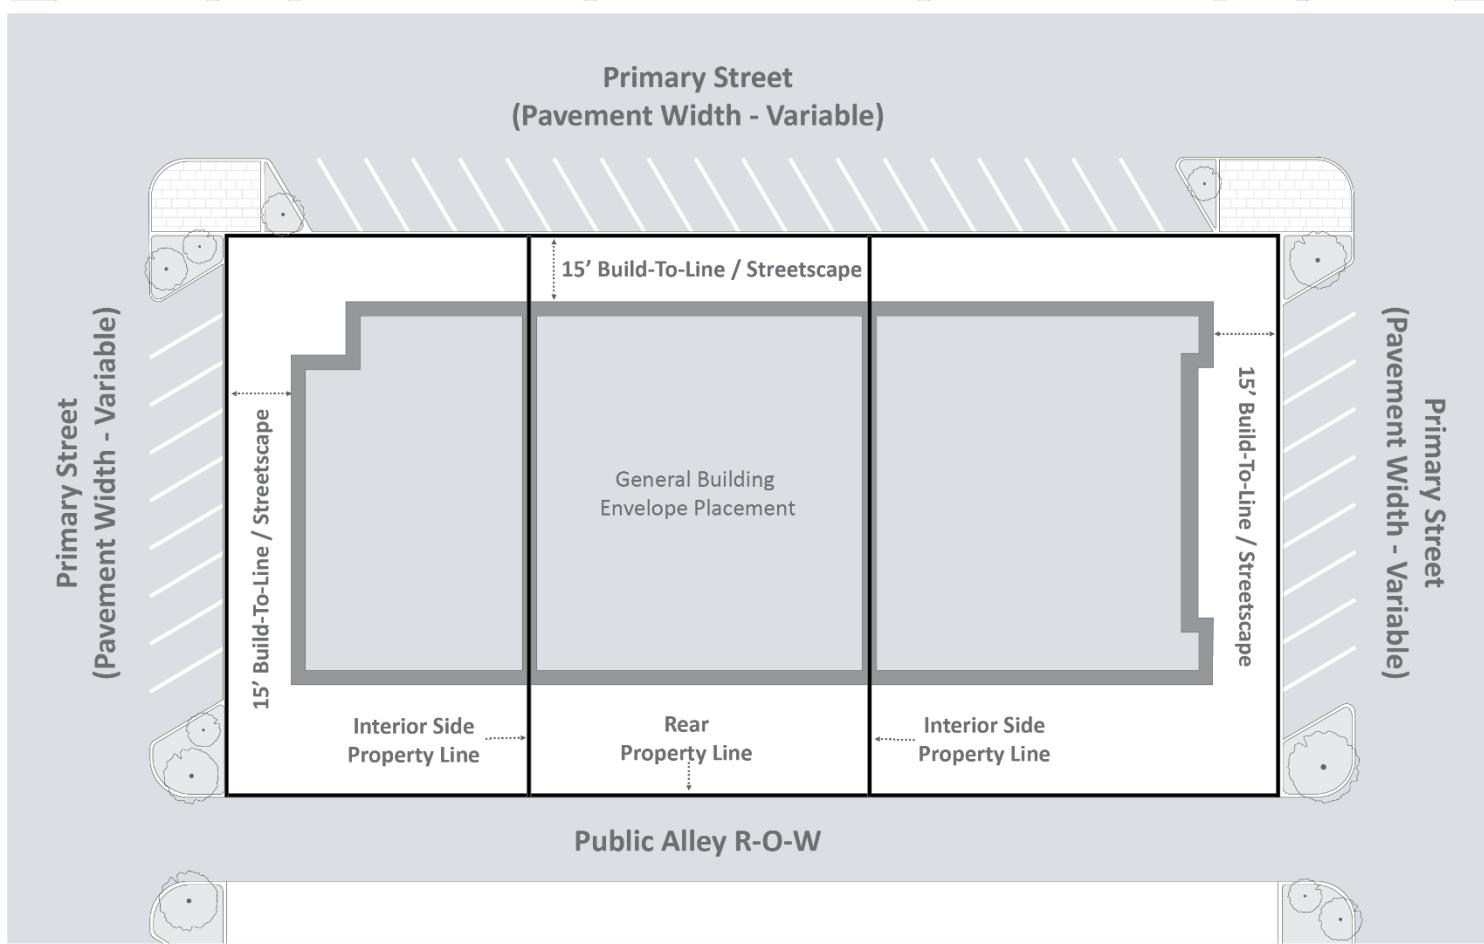 Primary Street
(Pavement Width - Variable)
15’ Build-To-Line / Streetscape
Primary Street
(Pavement Width - Variable)
15’ Build-To-Line / Streetscape
General Building
Envelope Placement
15’ Build-To-Line / Streetscape
Primary Street
(Pavement Width - Variable)
Interior Side
Property Line
Rear
Property Line
Interior Side
Property Line
Public Alley R-O-W